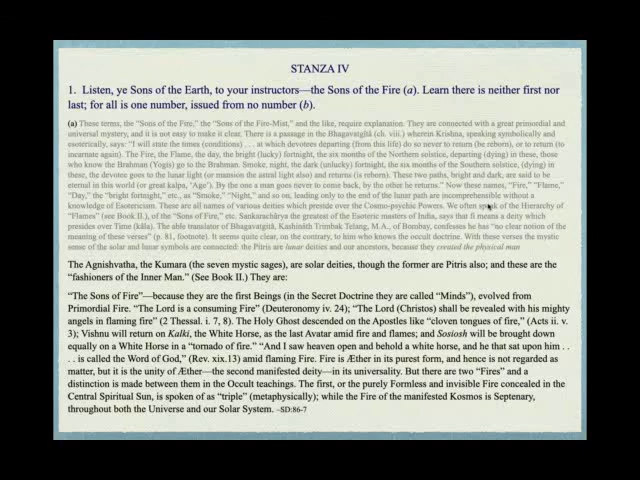 STANZA IV
1. Listen, ye Sons of the Earth, to your instructors—the Sons of the Fire (a). Learn there is neither first nor
last; for all is one number, issued from no number (b).
(a) These terms, the “Sons of the Fire,” the “Sons of the Fire-Mist,” and the like, require explanation. They are connected with a great primordial and
universal mystery, and it is not easy to make it clear. There is a passage in the Bhagavatgîtâ (ch. viii.) wherein Krishna, speaking symbolically and
esoterically, says: “I will state the times (conditions) . . . at which devotees departing (from this life) do so never to return (be reborn), or to return (to
incarnate again). The Fire, the Flame, the day, the bright (lucky) fortnight, the six months of the Northern solstice, departing (dying) in these, those
who know the Brahman (Yogis) go to the Brahman. Smoke, night, the dark (unlucky) fortnight, the six months of the Southern solstice, (dying) in
these, the devotee goes to the lunar light (or mansion the astral light also) and returns (is reborn). These two paths, bright and dark, are said to be
eternal in this world (or great kalpa, ‘Age’). By the one a man goes never to come back, by the other he returns.” Now these names, “Fire,” “Flame,”
“Day,” the “bright fortnight,” etc., as “Smoke,” “Night,” and so on, leading only to the end of the lunar path are incomprehensible without a
knowledge of Esotericism. These are all names of various deities which preside over the Cosmo-psychic Powers. We often speak of the Hierarchy of
“Flames” (see Book II.), of the “Sons of Fire,” etc. Sankarachârya the greatest of the Esoteric masters of India, says that fi means a deity which
presides over Time (kâla). The able translator of Bhagavatgîtâ, Kashinâth Trimbak Telang, M.A., of Bombay, confesses he has “no clear notion of the
meaning of these verses” (p. 81, footnote). It seems quite clear, on the contrary, to him who knows the occult doctrine. With these verses the mystic
sense of the solar and lunar symbols are connected: the Pitris are lunar deities and our ancestors, because they created the physical man
The Agnishvatha, the Kumara (the seven mystic sages), are solar deities, though the former are Pitris also; and these are the
“fashioners of the Inner Man.” (See Book II.) They are:
“The Sons of Fire”—because they are the first Beings (in the Secret Doctrine they are called “Minds”), evolved from
Primordial Fire. “The Lord is a consuming Fire” (Deuteronomy iv. 24); “The Lord (Christos) shall be revealed with his mighty
angels in flaming fire” (2 Thessal. i. 7, 8). The Holy Ghost descended on the Apostles like “cloven tongues of fire,” (Acts ii. v.
3); Vishnu will return on Kalki, the White Horse, as the last Avatar amid fire and flames; and Sosiosh will be brought down
equally on a White Horse in a “tornado of fire.” “And I saw heaven open and behold a white horse, and he that sat upon him . .
. . is called the Word of God,” (Rev. xix.13) amid flaming Fire. Fire is Æther in its purest form, and hence is not regarded as
matter, but it is the unity of Æther—the second manifested deity—in its universality. But there are two “Fires” and a
distinction is made between them in the Occult teachings. The first, or the purely Formless and invisible Fire concealed in the
Central Spiritual Sun, is spoken of as “triple” (metaphysically); while the Fire of the manifested Kosmos is Septenary,
throughout both the Universe and our Solar System. –SD:86-7